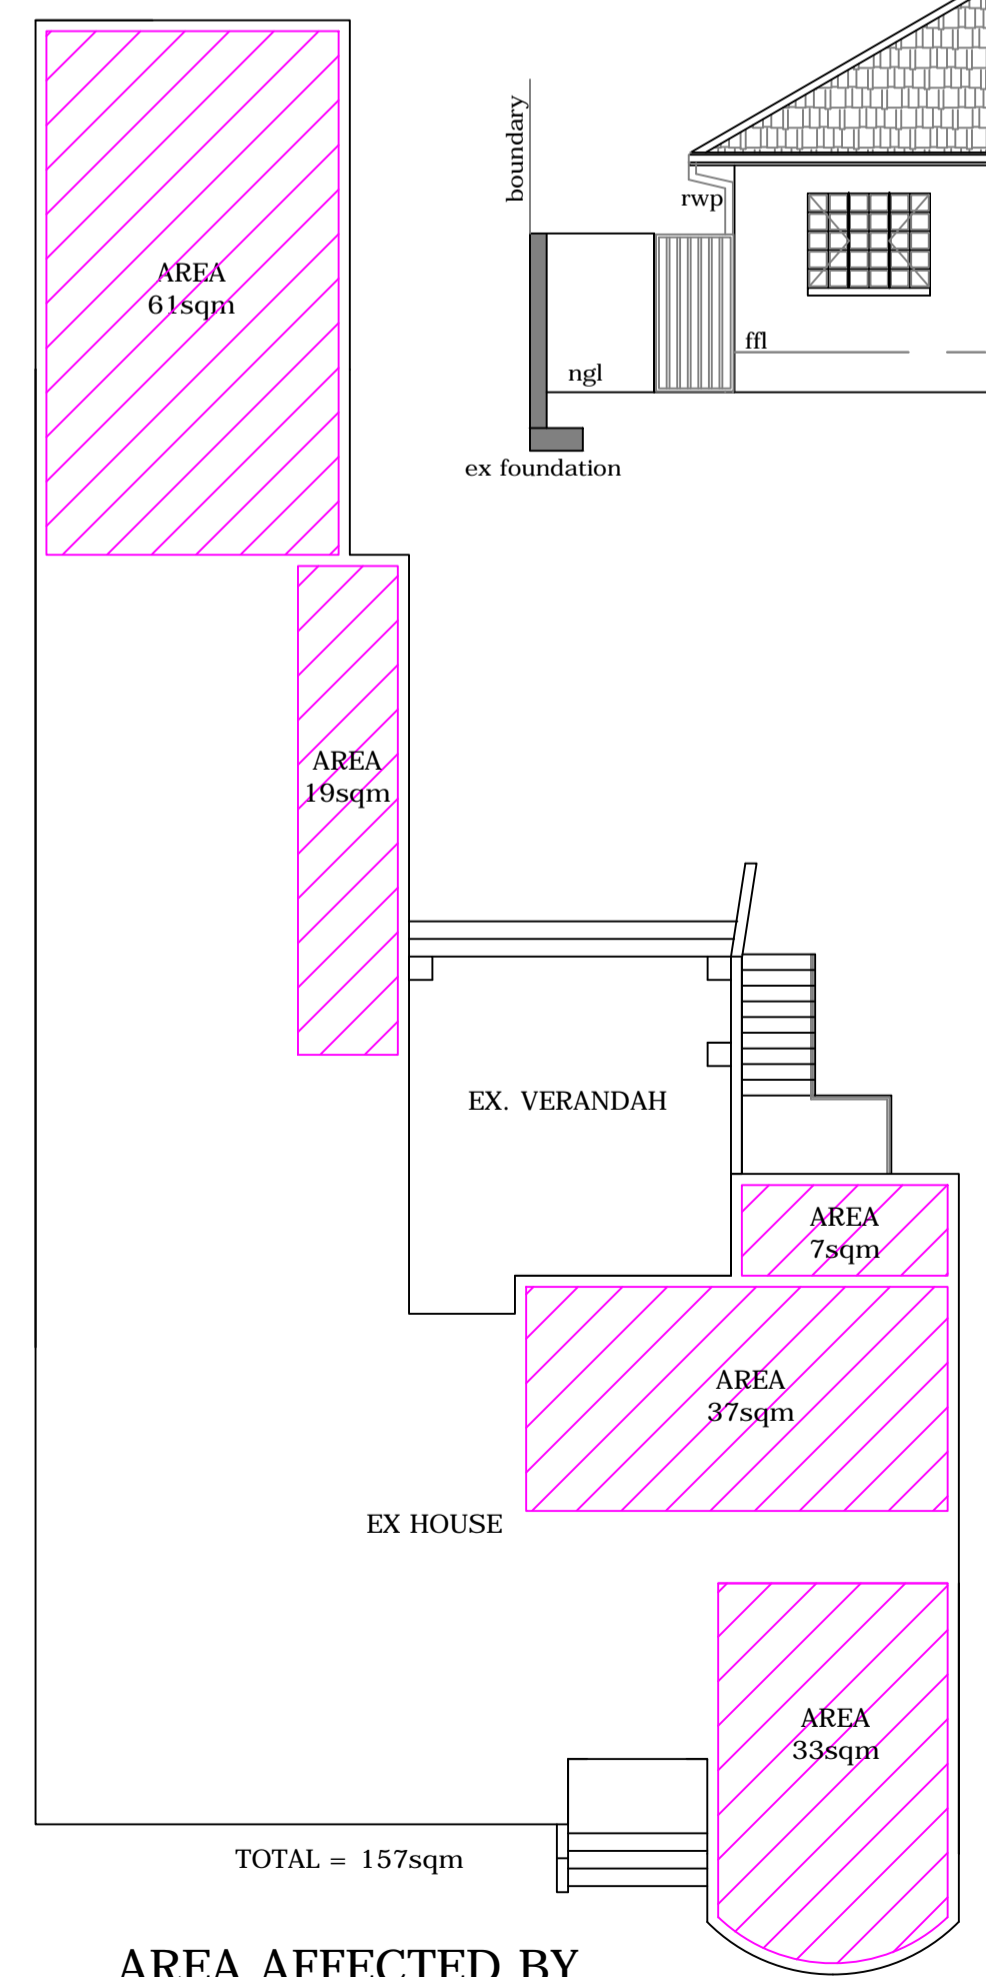 boundary
rwp
ffl
ngl
ex foundation
AREA
61sqm
AREA
19sqm
EX. VERANDAH
AREA
7sqm
AREA
37sqm
EX HOUSE
AREA
33sqm
TOTAL = 157sqm
AREA AFFECTED BY